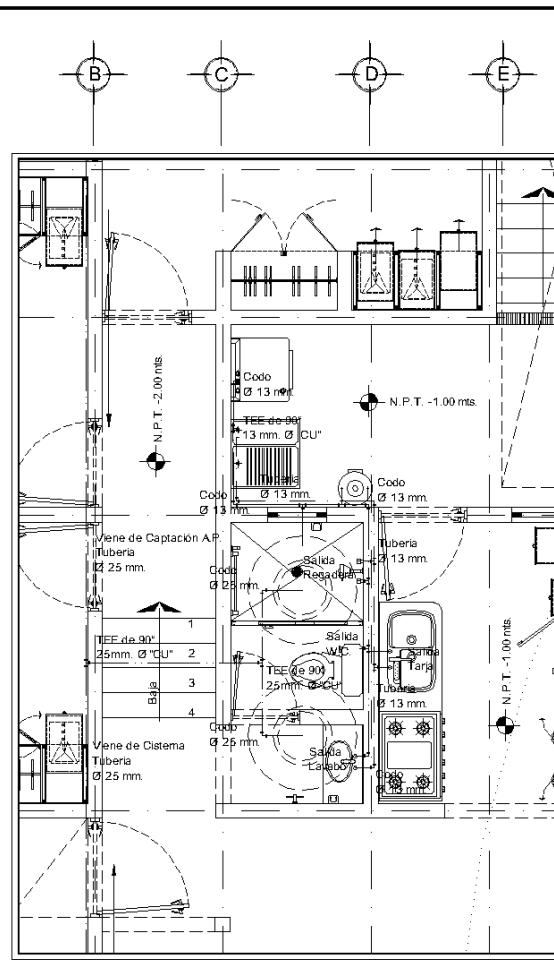 B
C
D
E
Codo
Ø 13 mm.
N.P.T. -2.00 mts.
N.P.T. -1.00 mts.
TEE de 90°
13 mm. Ø "CU"
Tuberia
Ø 13 mm.
Codo
Ø 13 mm.
Codo
Ø 13 mm.
Viene de Captación A.P.
Tuberia
Ø 25 mm.
Codo
Ø 25 mm.
Salida
Regadera
Tuberia
Ø 13 mm.
1
TEE de 90°
25mm. Ø "CU"
2
3
4
Baja
Salida
W.C.
TEE de 90°
25mm. Ø "CU"
Salida
Tarja
Tuberia
Ø 13 mm.
N.P.T. -1.00 mts.
Codo
Ø 25 mm.
Viene de Cisterna
Tuberia
Ø 25 mm.
Salida
Lavabo
Codo
Ø 13 mm.